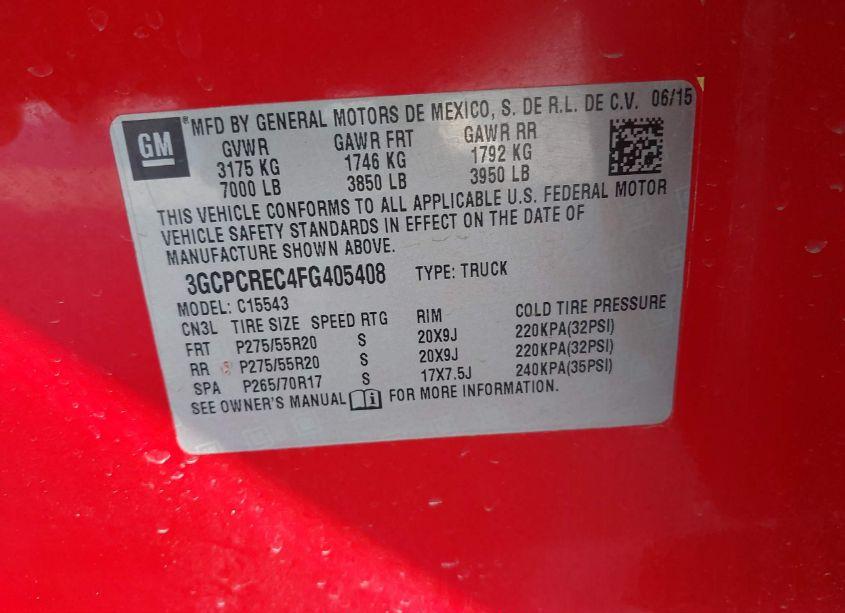 GM
®MFD BY GENERAL MOTORS DE MEXICO, S. DE R.L. DE C.V. 06/15
GVWR GAWR FRT GAWR RR
3175 KG 1746 KG 1792 KG
7000 LB 3850 LB 3950 LB
THIS VEHICLE CONFORMS TO ALL APPLICABLE U.S. FEDERAL MOTOR
VEHICLE SAFETY STANDARDS IN EFFECT ON THE DATE OF
MANUFACTURE SHOWN ABOVE.
3GCPCREC4FG405408 TYPE: TRUCK
MODEL: C15543
CN3L TIRE SIZE SPEED RTG RIM COLD TIRE PRESSURE
FRT P275/55R20 S 20X9J 220KPA(32PSI)
RR P275/55R20 S 20X9J 220KPA(32PSI)
SPA P265/70R17 S 17X7.5J 240KPA(35PSI)
SEE OWNER'S MANUAL FOR MORE INFORMATION.